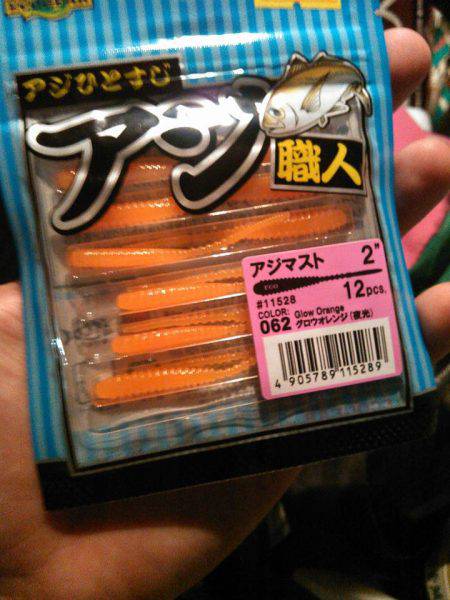 アジひとすじ
アジ
職人
アジマスト 2"
ECO
12pcs.
#11528
COLOR: Glow Orange
062 グロウオレンジ(夜光)
4 905789 115289